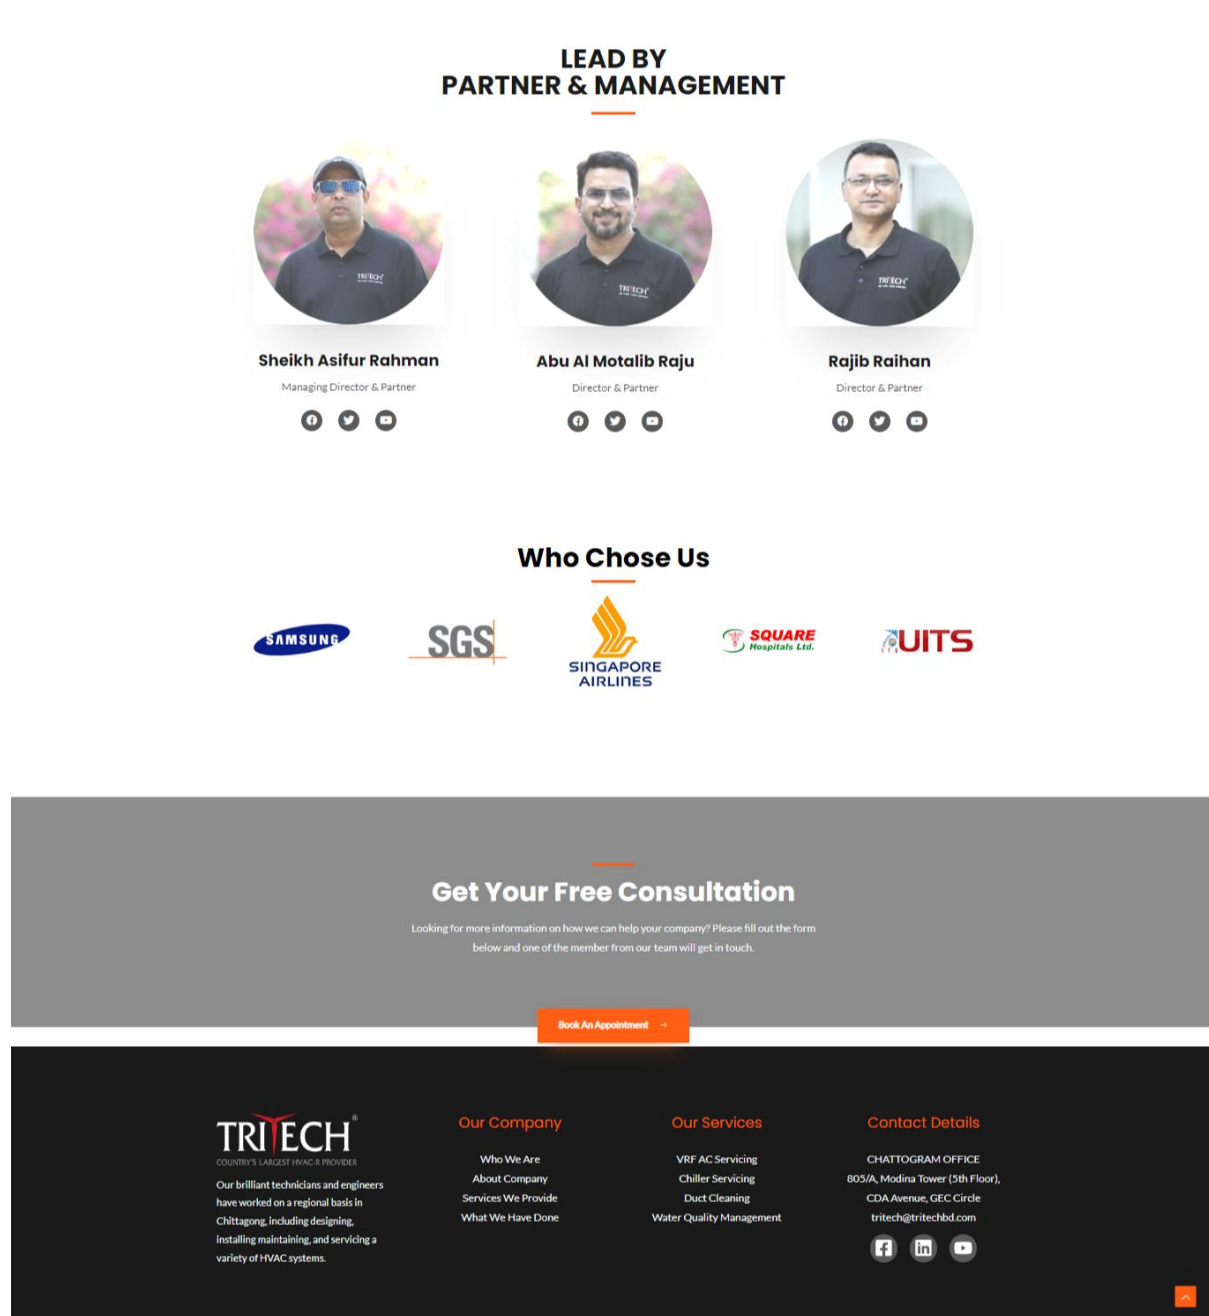 LEAD BY
PARTNER & MANAGEMENT
TRITECH
TRITECH
TRITECH
Sheikh Asifur Rahman
Abu Al Motalib Raju
Rajib Raihan
Managing Director & Partner
Director & Partner
Director & Partner
Who Chose Us
SAMSUNG
SGS
SINGAPORE
AIRLINES
SQUARE
Hospitals Ltd.
UITS
Get Your Free Consultation
Looking for more information on how we can help your company? Please fill out the form
below and one of the member from our team will get in touch.
Book An Appointment →
TRITECH®
COUNTRY'S LARGEST HVAC-R PROVIDER
Our brilliant technicians and engineers
have worked on a regional basis in
Chittagong, including designing,
installing maintaining, and servicing a
variety of HVAC systems.
Our Company
Who We Are
About Company
Services We Provide
What We Have Done
Our Services
VRF AC Servicing
Chiller Servicing
Duct Cleaning
Water Quality Management
Contact Details
CHATTOGRAM OFFICE
805/A, Modina Tower (5th Floor),
CDA Avenue, GEC Circle
tritech@tritechbd.com